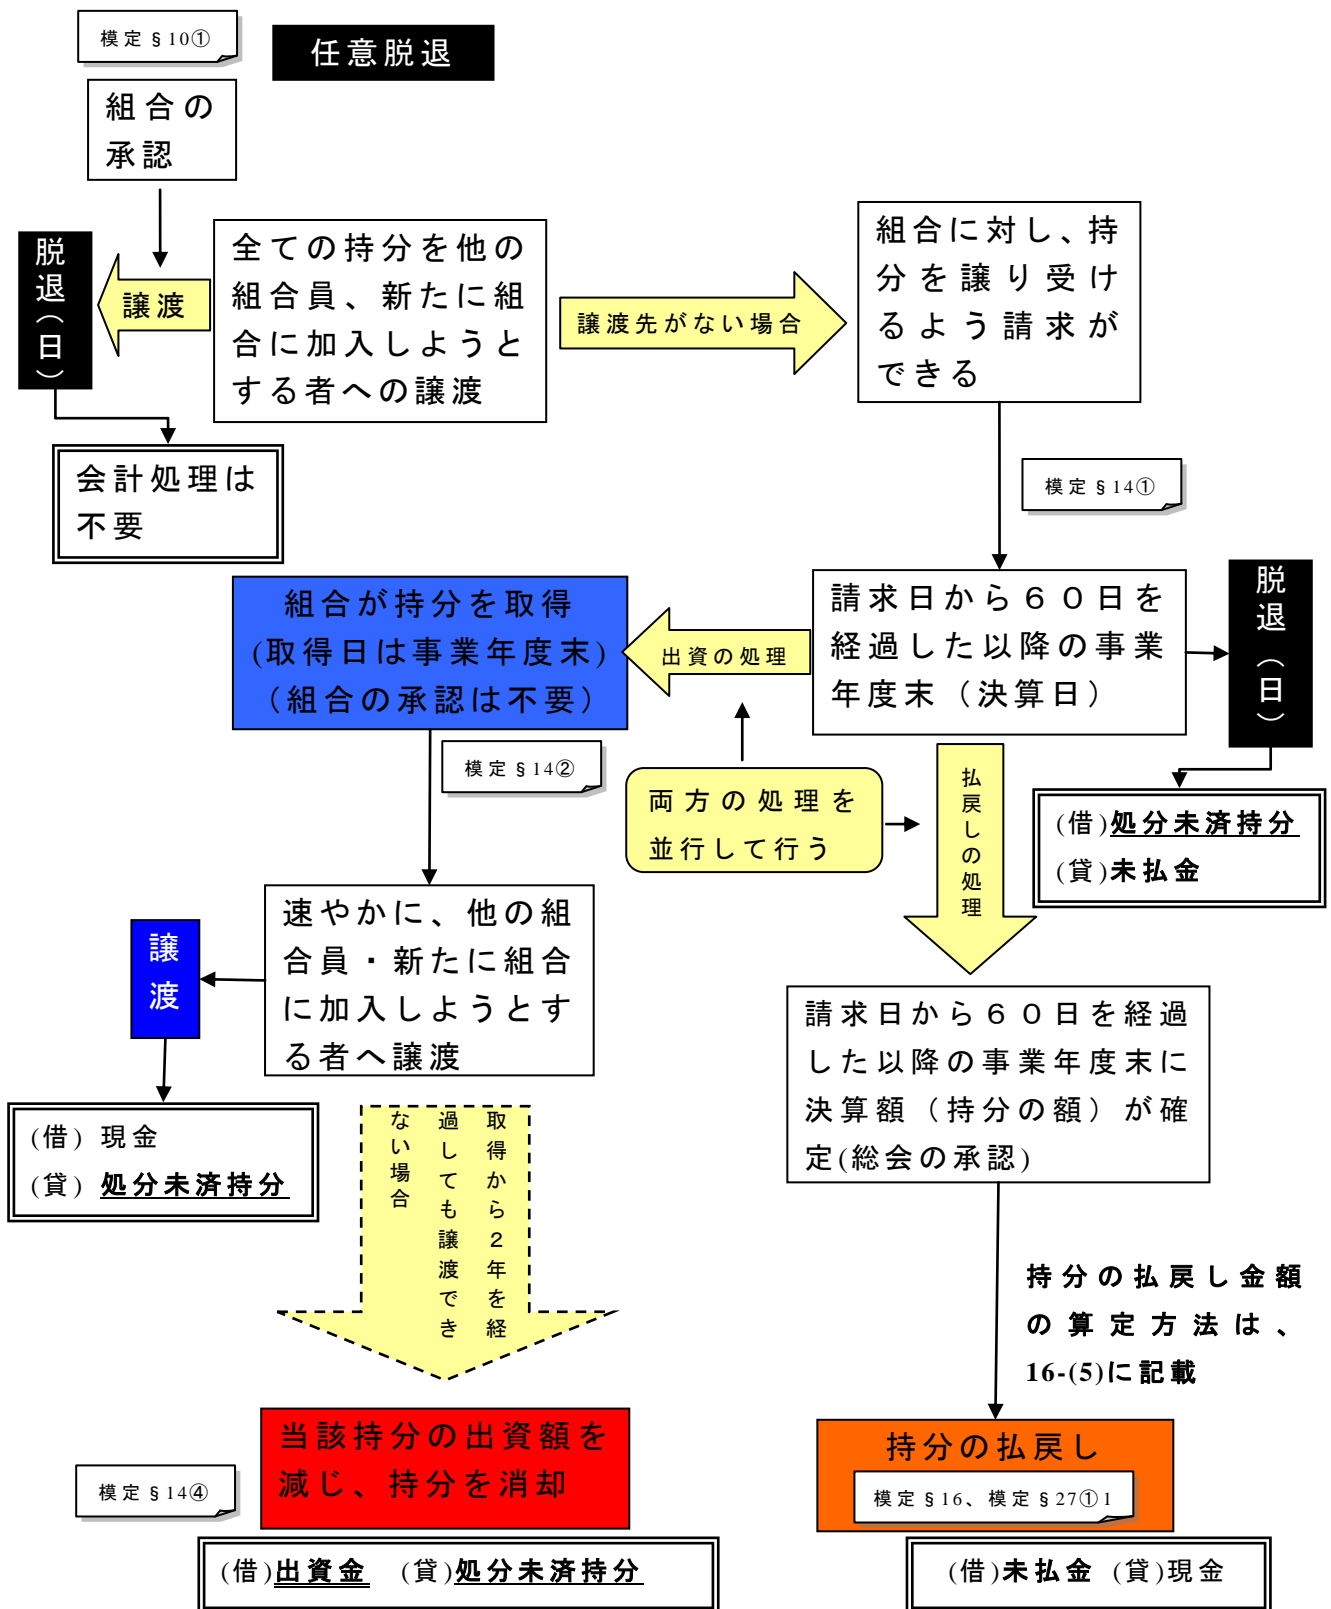 模定§10①
任意脱退
組合の
承認
脱退（日）
譲渡
全ての持分を他の
組合員、新たに組
合に加入しようと
する者への譲渡
譲渡先がない場合
組合に対し、持
分を譲り受け
るよう請求が
できる
会計処理は
不要
模定§14①
組合が持分を取得
(取得日は事業年度末)
（組合の承認は不要）
出資の処理
請求日から６０日を
経過した以降の事業
年度末（決算日）
脱退（日）
模定§14②
両方の処理を
並行して行う
払戻しの処理
(借)処分未済持分
(貸)未払金
譲渡
速やかに、他の組
合員・新たに組合
に加入しようとす
る者へ譲渡
請求日から６０日を経過
した以降の事業年度末に
決算額（持分の額）が確
定(総会の承認)
(借) 現金
(貸) 処分未済持分
取得から２年を経
過しても譲渡でき
ない場合
持分の払戻し金額
の算定方法は、
16-(5)に記載
当該持分の出資額を
減じ、持分を消却
模定§14④
持分の払戻し
模定§16、模定§27①1
(借)出資金 (貸)処分未済持分
(借)未払金 (貸)現金